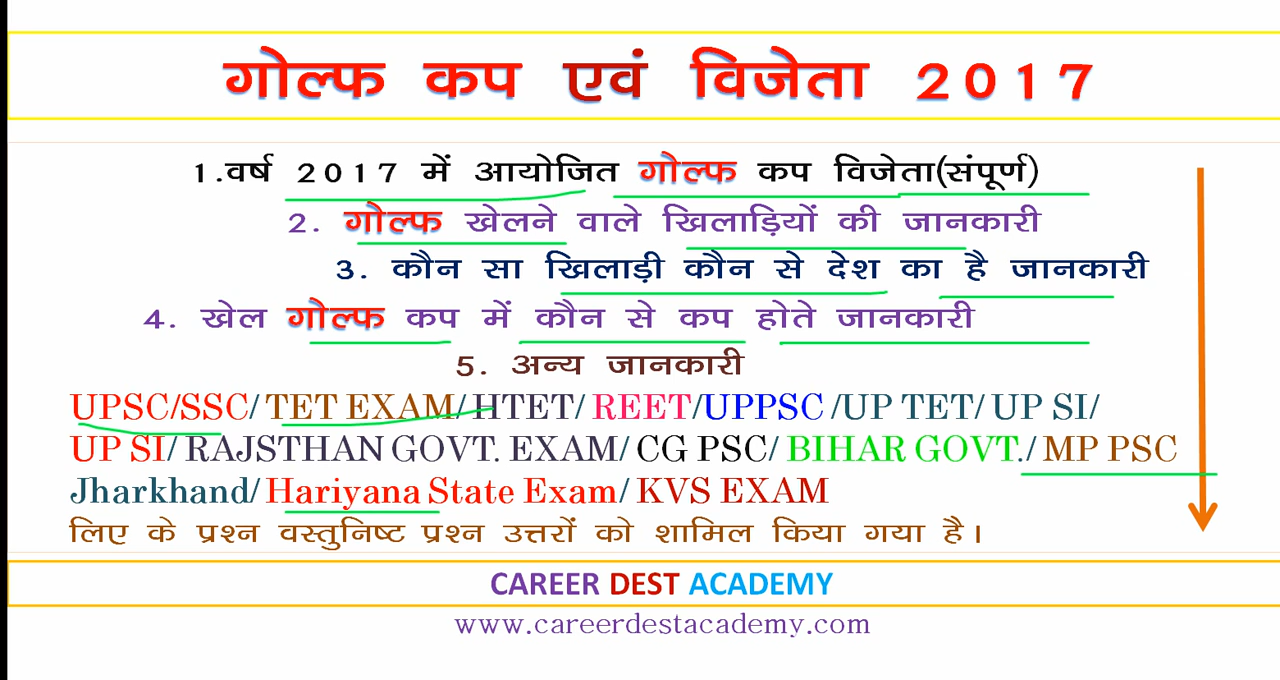 गोल्फ कप एवं विजेता 2017
1.वर्ष 2017 में आयोजित गोल्फ कप विजेता(संपूर्ण)
2. गोल्फ खेलने वाले खिलाड़ियों की जानकारी
3. कौन सा खिलाड़ी कौन से देश का है जानकारी
4. खेल गोल्फ कप में कौन से कप होते जानकारी
5. अन्य जानकारी
UPSC/SSC/ TET EXAM/ HTET/ REET/UPPSC /UP TET/ UP SI/
UP SI/ RAJSTHAN GOVT. EXAM/ CG PSC/ BIHAR GOVT./ MP PSC
Jharkhand/ Hariyana State Exam/ KVS EXAM
लिए के प्रश्न वस्तुनिष्ट प्रश्न उत्तरों को शामिल किया गया है।
CAREER DEST ACADEMY
www.careerdestacademy.com